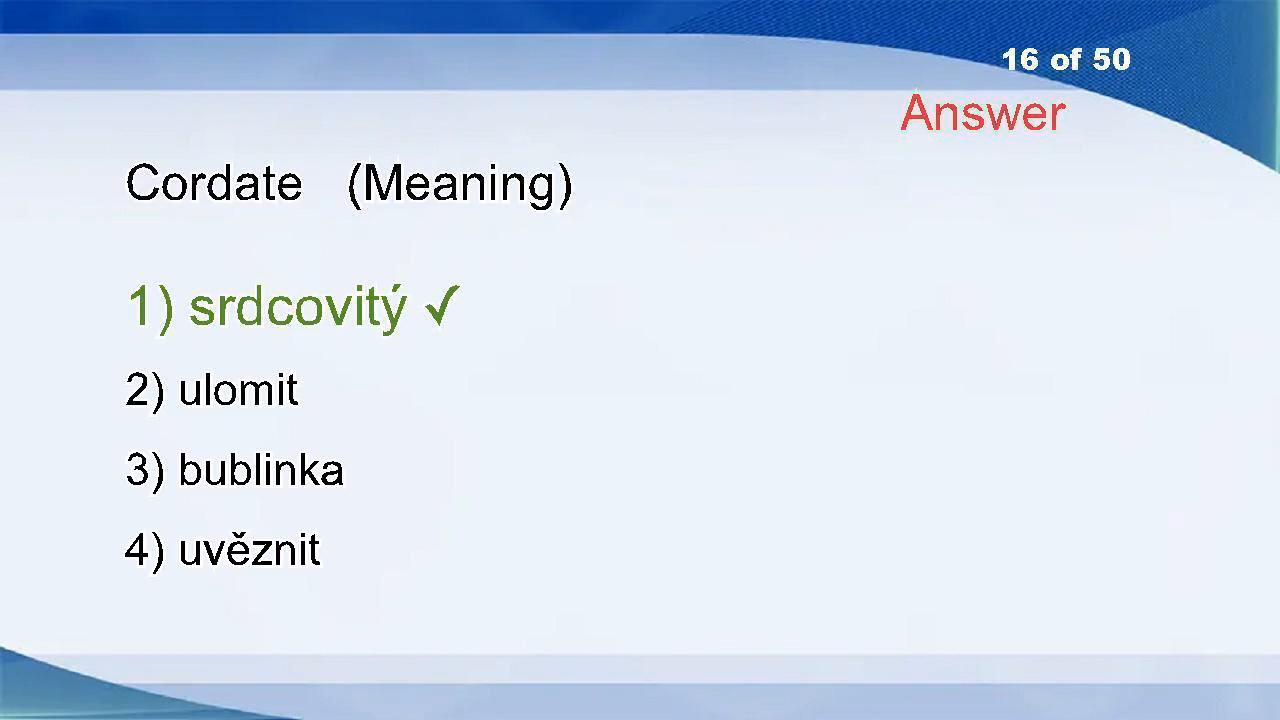 16 of 50
Answer
Cordate (Meaning)
1) srdcovitý ✓
2) ulomit
3) bublinka
4) uvěznit